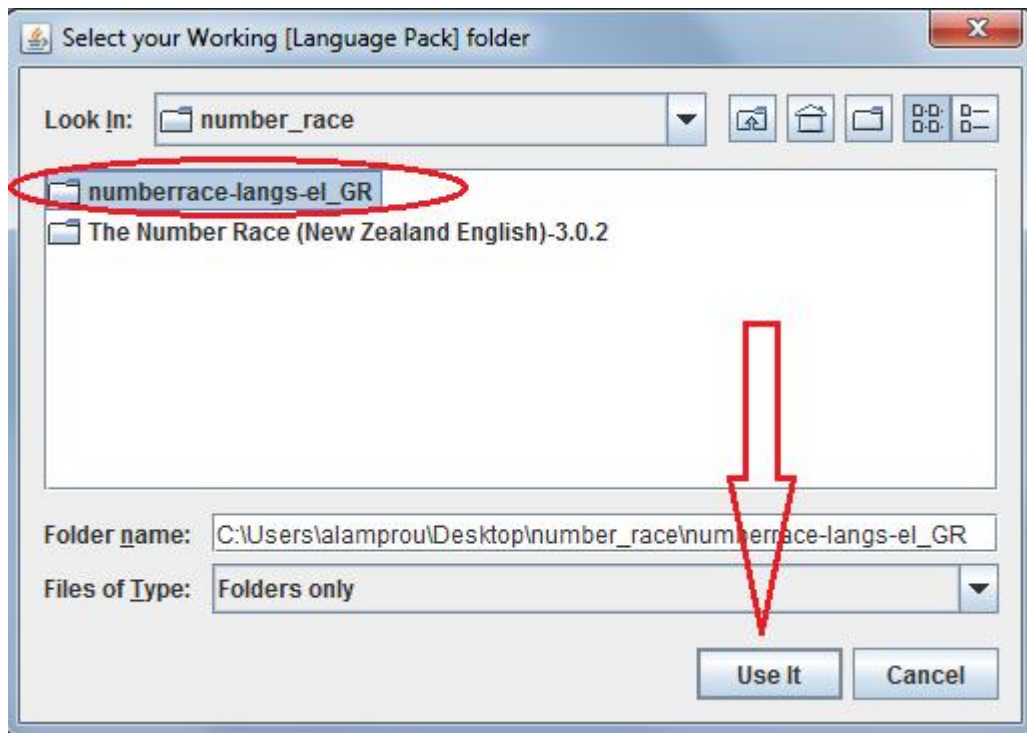 Select your Working [Language Pack] folder
Look In: number_race
numberrace-langs-el_GR
The Number Race (New Zealand English)-3.0.2
Folder name: C:\Users\alamprou\Desktop\number_race\numberrace-langs-el_GR
Files of Type: Folders only
Use It Cancel